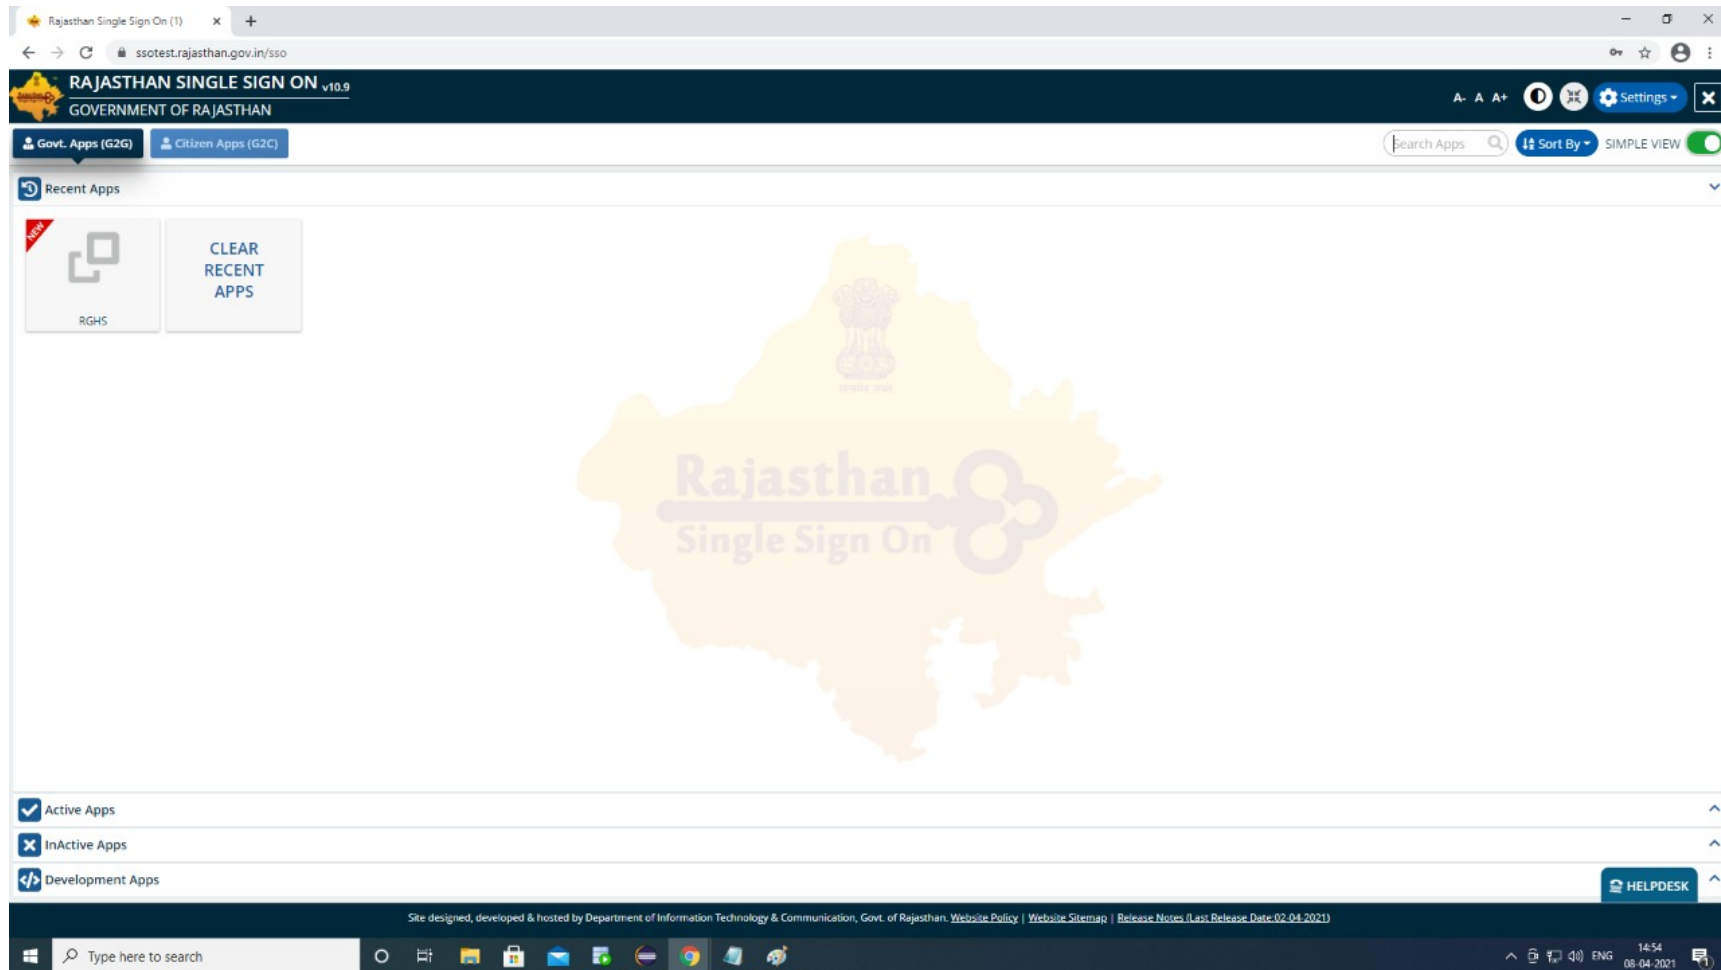 Rajasthan Single Sign On (1)
ssotest.rajasthan.gov.in/sso
RAJASTHAN SINGLE SIGN ON v10.9
GOVERNMENT OF RAJASTHAN
A- A A+
Settings
Govt. Apps (G2G)
Citizen Apps (G2C)
Search Apps
Sort By
SIMPLE VIEW
Recent Apps
NEW
RGHS
CLEAR
RECENT
APPS
सत्यमेव जयते
Rajasthan
Single Sign On
Active Apps
InActive Apps
Development Apps
HELPDESK
Site designed, developed & hosted by Department of Information Technology & Communication, Govt. of Rajasthan. Website Policy | Website Sitemap | Release Notes (Last Release Date:02-04-2021)
Type here to search
ENG
14:54
08-04-2021